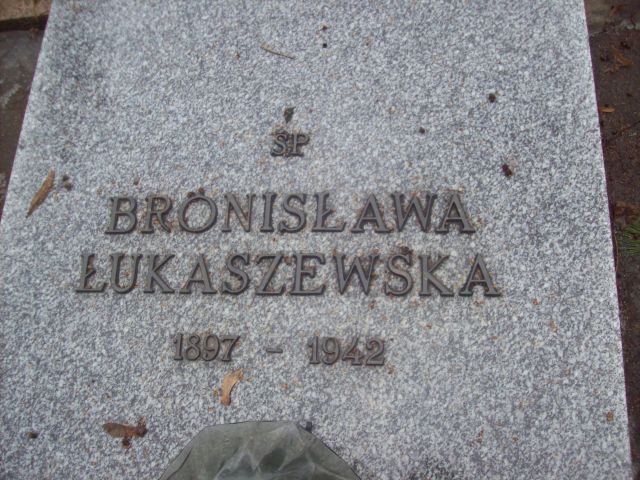 ŚP
BRONISŁAWA
ŁUKASZEWSKA
1897 - 1942